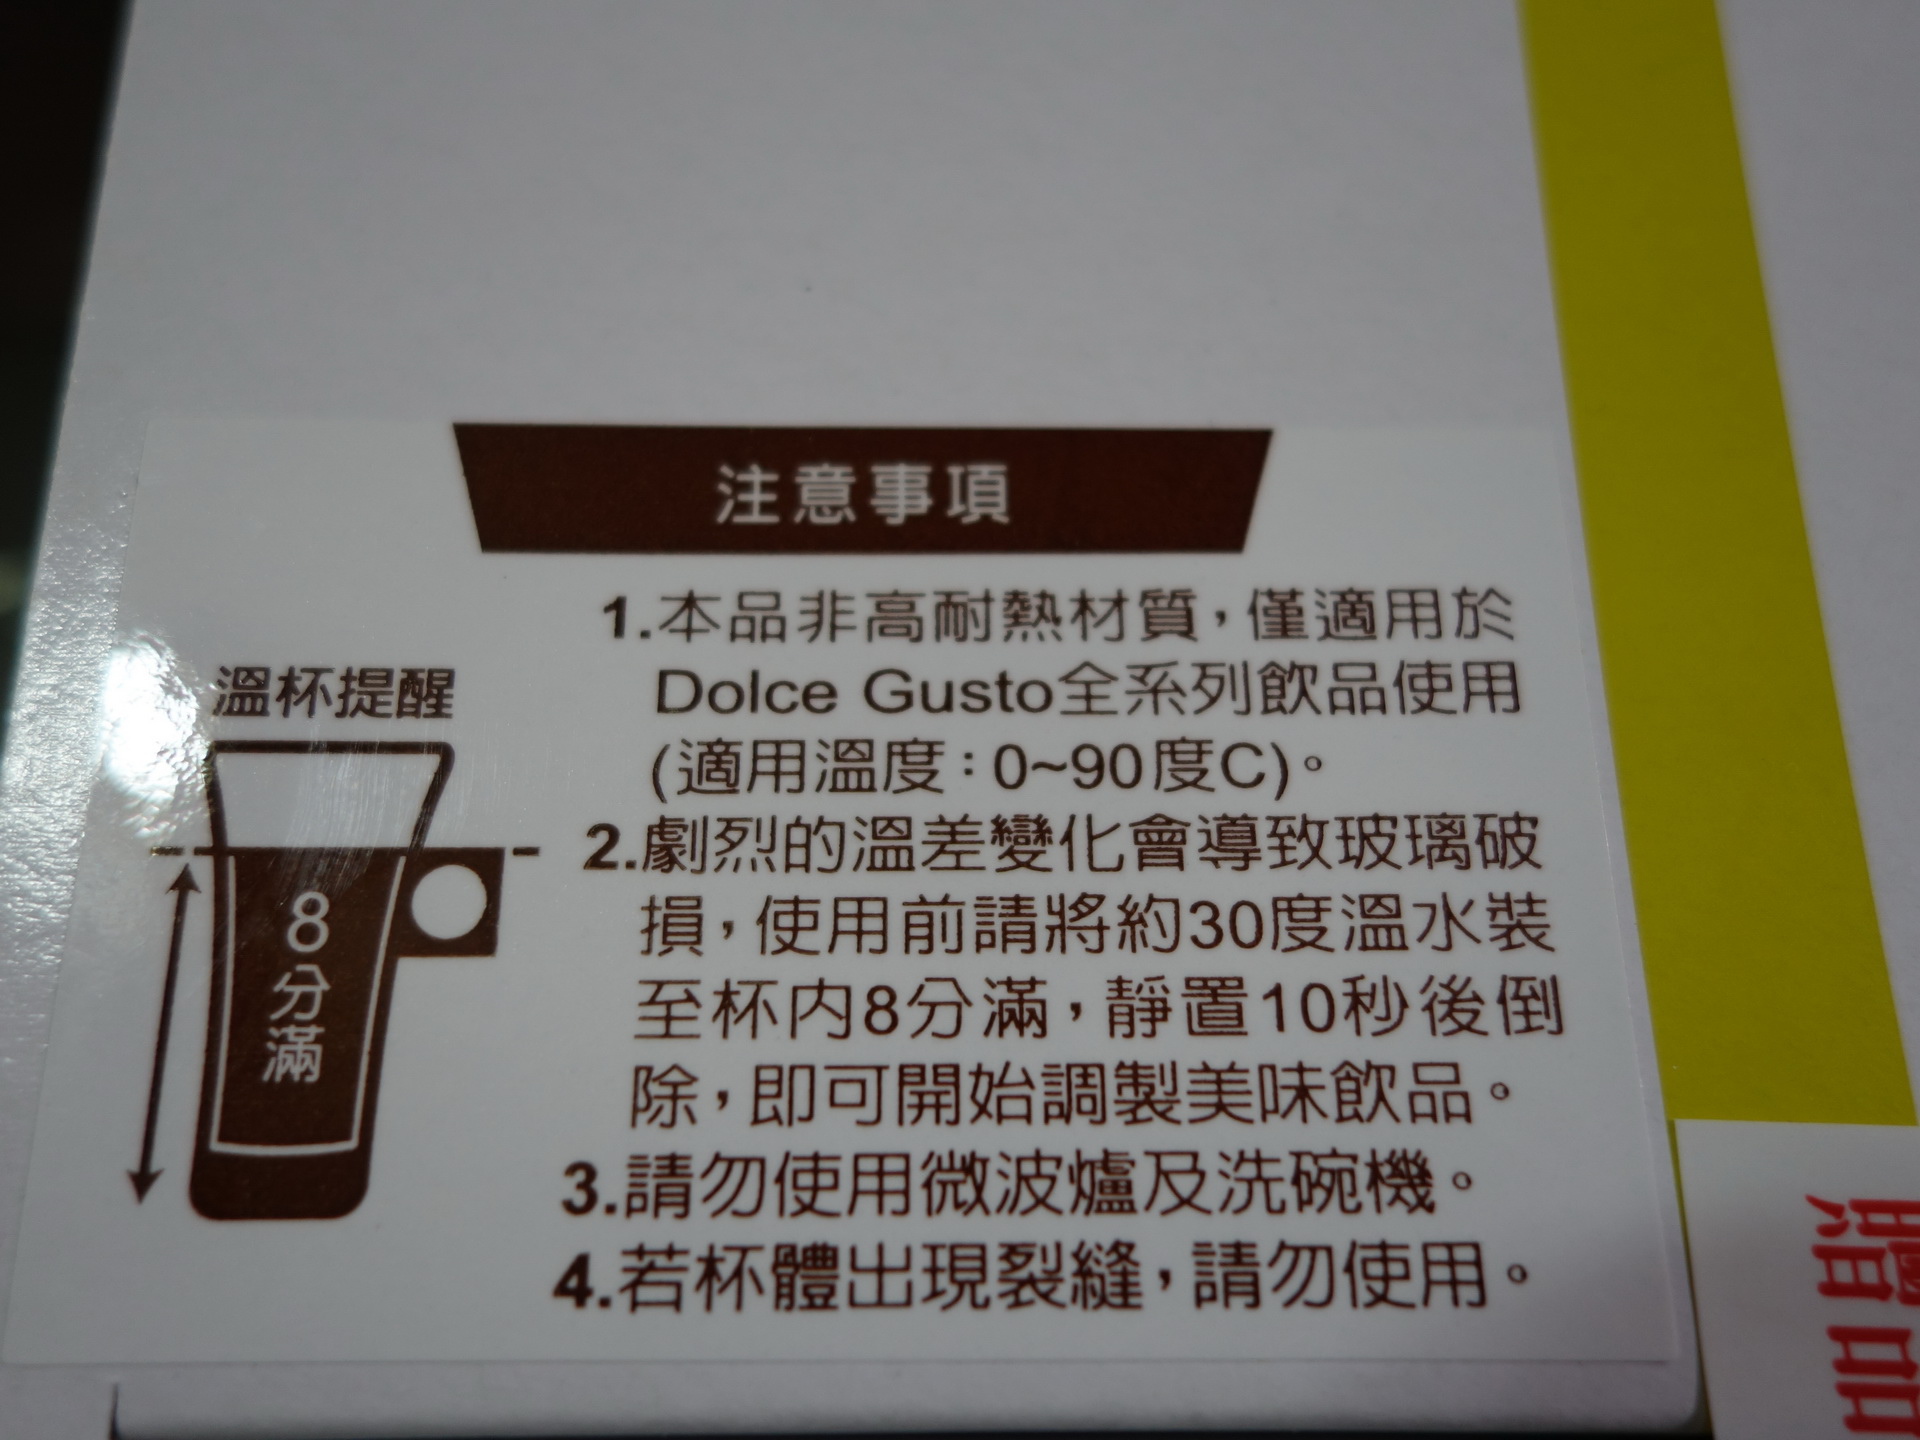 注意事項
溫杯提醒
8
分
滿
1.本品非高耐熱材質，僅適用於
Dolce Gusto全系列飲品使用
(適用溫度：0~90度C)。
2.劇烈的溫差變化會導致玻璃破
損，使用前請將約30度溫水裝
至杯內8分滿，靜置10秒後倒
除，即可開始調製美味飲品。
3.請勿使用微波爐及洗碗機。
4.若杯體出現裂縫，請勿使用。